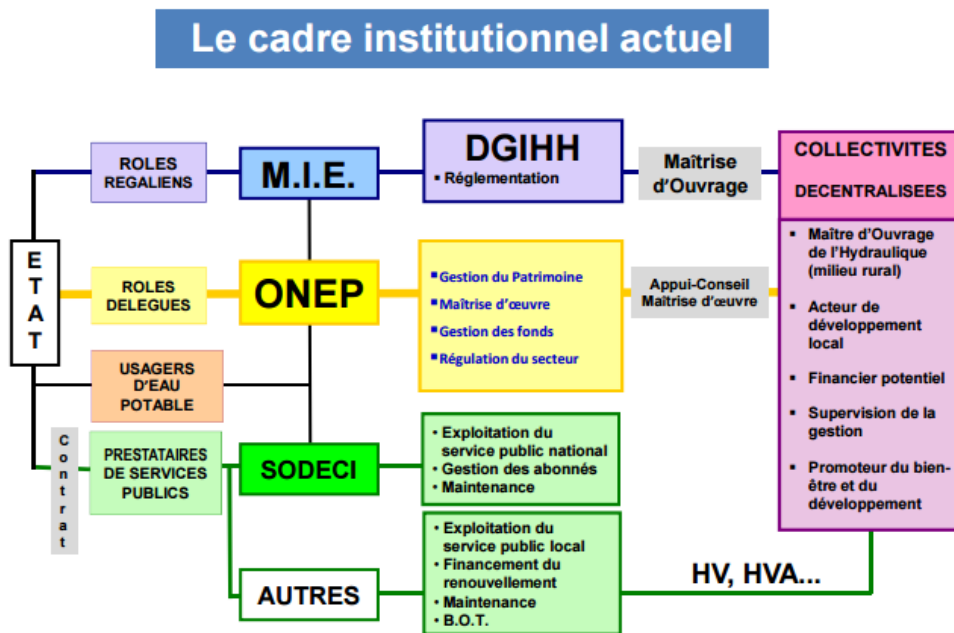 Le cadre institutionnel actuel
ROLES
REGALIENS
M.I.E.
DGIHH
▪ Réglementation
Maîtrise
d'Ouvrage
COLLECTIVITES
DECENTRALISEES
▪ Maître d'Ouvrage
de l'Hydraulique
(milieu rural)
▪ Acteur de
développement
local
▪ Financier potentiel
▪ Supervision de la
gestion
▪ Promoteur du bien-
être et du
développement
E
T
A
T
ROLES
DELEGUES
ONEP
▪ Gestion du Patrimoine
▪ Maîtrise d'œuvre
▪ Gestion des fonds
▪ Régulation du secteur
Appui-Conseil
Maîtrise d'œuvre
USAGERS
D'EAU
POTABLE
C
o
n
t
r
a
t
PRESTATAIRES
DE SERVICES
PUBLICS
SODECI
• Exploitation du
service public national
• Gestion des abonnés
• Maintenance
AUTRES
• Exploitation du
service public local
• Financement du
renouvellement
• Maintenance
• B.O.T.
HV, HVA...